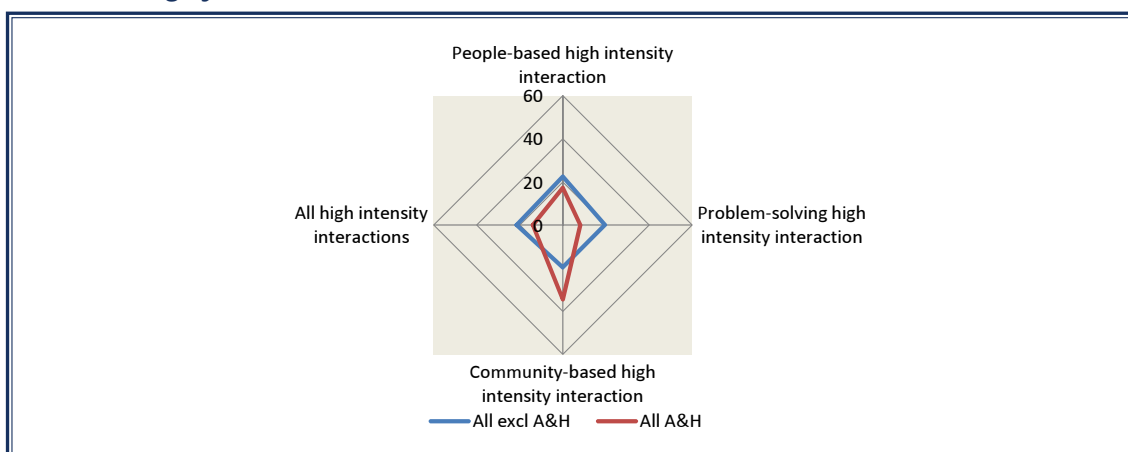 People-based high intensity
interaction
60
40
20
0
All high intensity
interactions
Problem-solving high
intensity interaction
Community-based high
intensity interaction
All excl A&H
All A&H